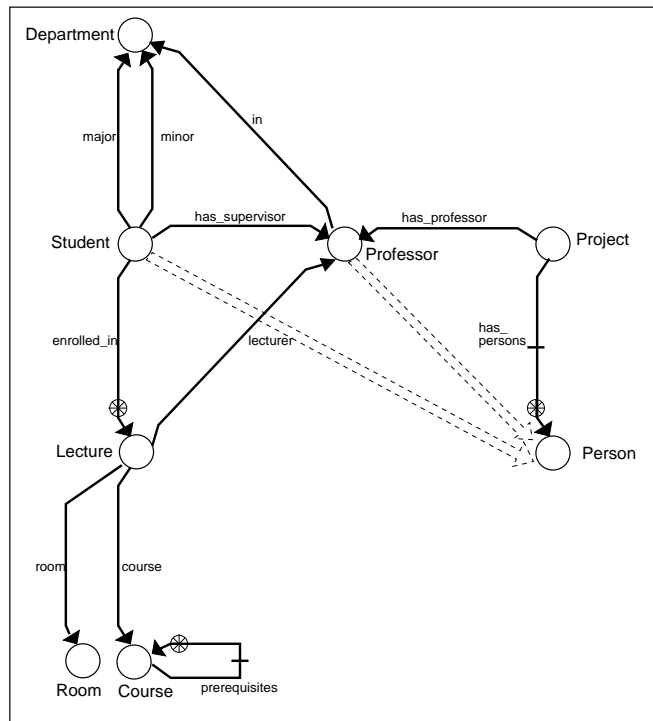 Department
in
major
minor
has_supervisor
has_professor
Student
Professor
Project
enrolled_in
lecturer
has_
persons
Lecture
Person
room
course
Room
Course
prerequisites